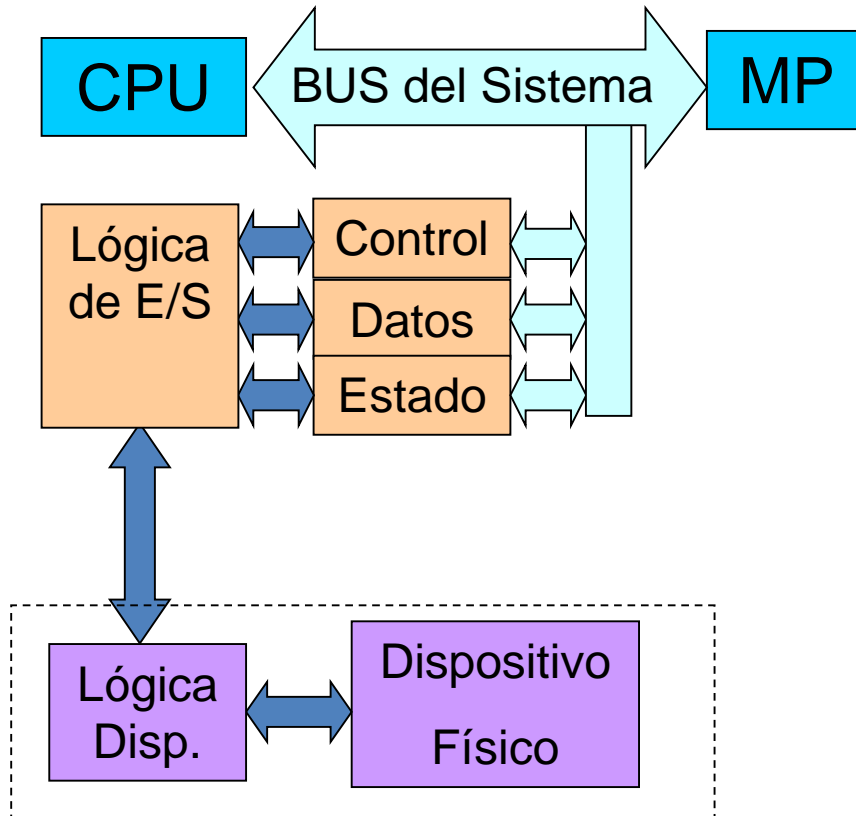 CPU
BUS del Sistema
MP
Lógica
de E/S
Control
Datos
Estado
Lógica
Disp.
Dispositivo
Físico